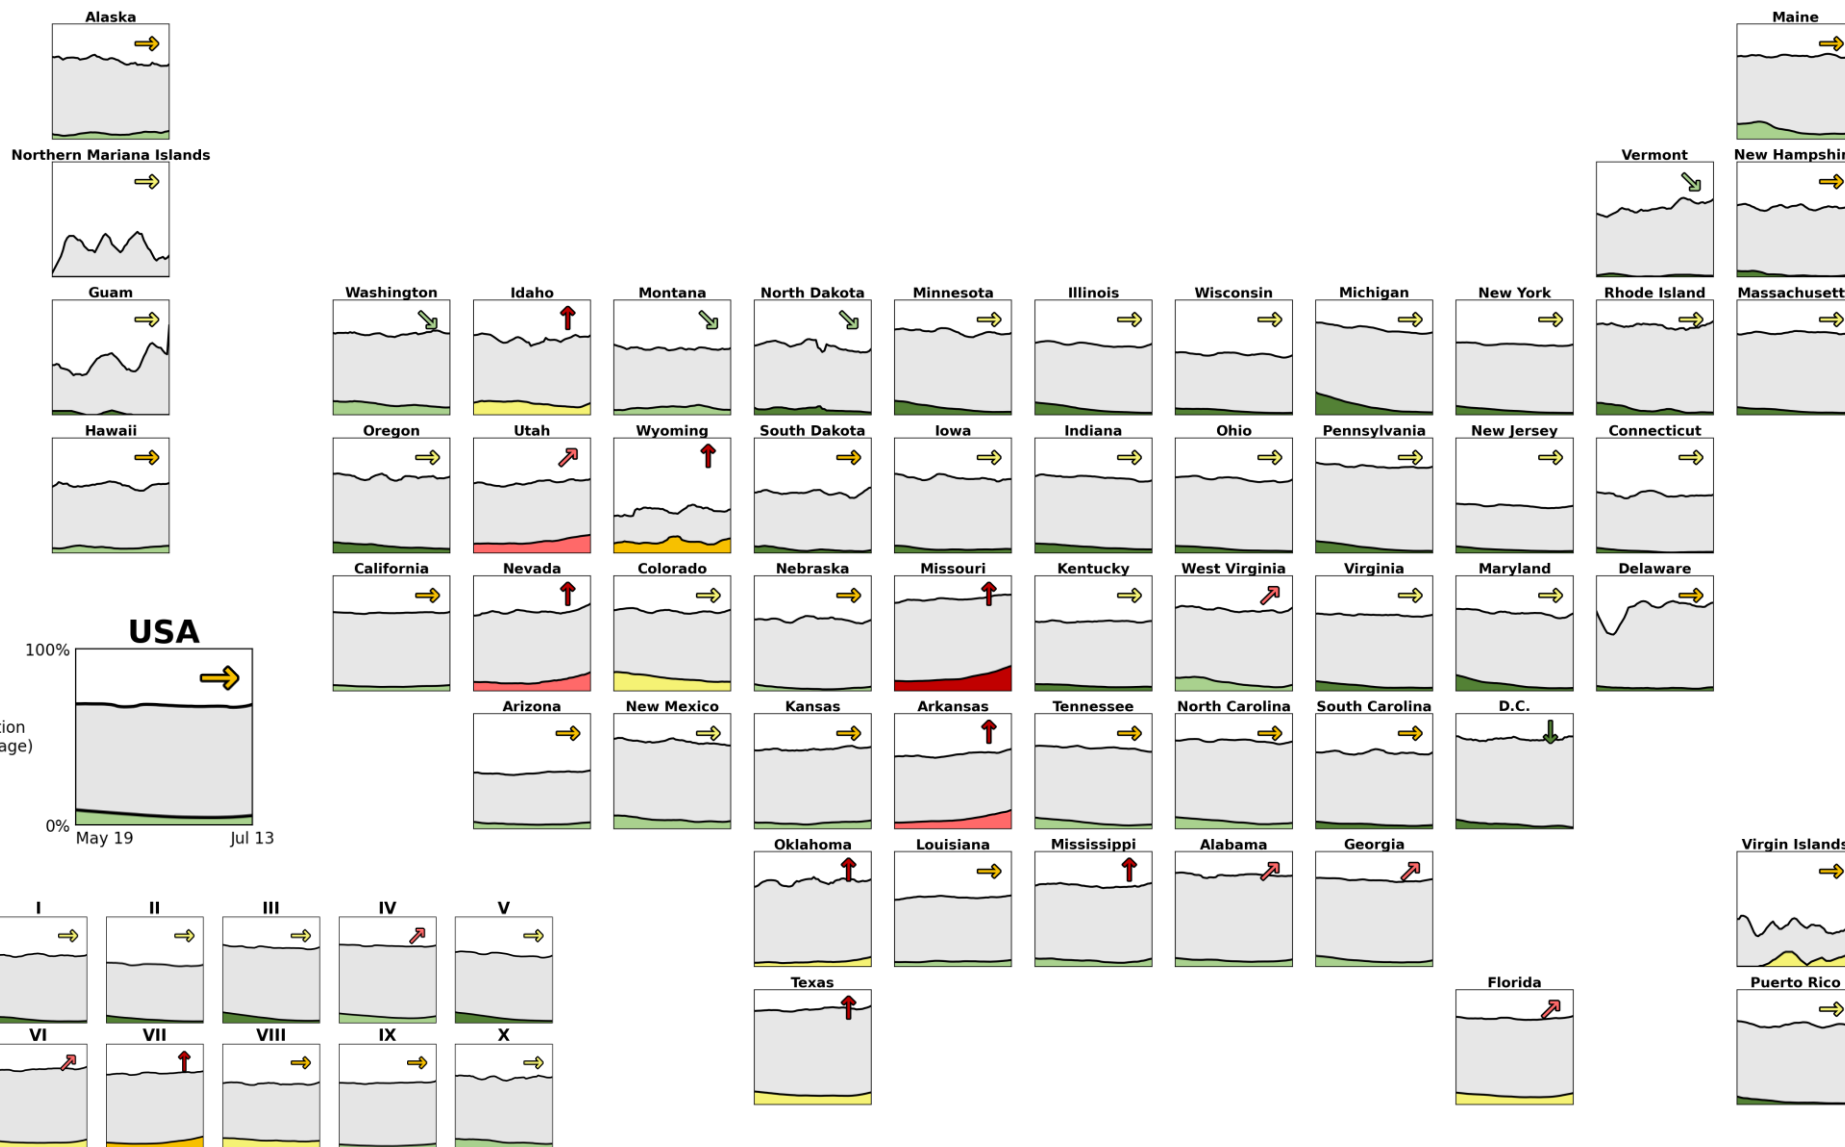 Alaska
Maine
Northern Mariana Islands
Vermont
New Hampshir
Guam
Washington
Idaho
Montana
North Dakota
Minnesota
Illinois
Wisconsin
Michigan
New York
Rhode Island
Massachusett
Hawaii
Oregon
Utah
Wyoming
South Dakota
Iowa
Indiana
Ohio
Pennsylvania
New Jersey
Connecticut
California
Nevada
Colorado
Nebraska
Missouri
Kentucky
West Virginia
Virginia
Maryland
Delaware
USA
100%
tion
age)
0%
May 19
Jul 13
Arizona
New Mexico
Kansas
Arkansas
Tennessee
North Carolina
South Carolina
D.C.
Oklahoma
Louisiana
Mississippi
Alabama
Georgia
Virgin Islands
I
II
III
IV
V
Texas
Florida
Puerto Rico
VI
VII
VIII
IX
X